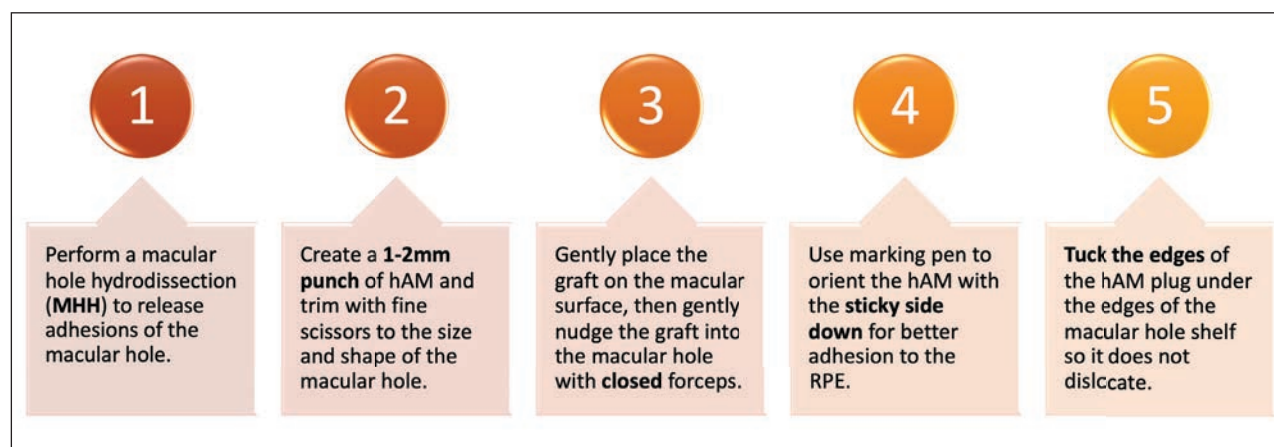 1
Perform a macular
hole hydrodissection
(MHH) to release
adhesions of the
macular hole.
2
Create a 1-2mm
punch of hAM and
trim with fine
scissors to the size
and shape of the
macular hole.
3
Gently place the
graft on the macular
surface, then gently
nudge the graft into
the macular hole
with closed forceps.
4
Use marking pen to
orient the hAM with
the sticky side
down for better
adhesion to the
RPE.
5
Tuck the edges of
the hAM plug under
the edges of the
macular hole shelf
so it does not
dislocate.